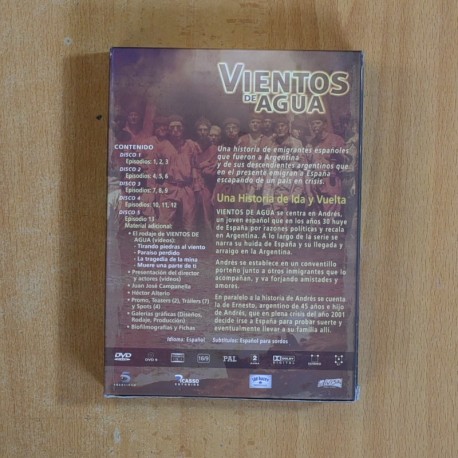 VIENTOS
DE AGUA
Una historia de emigrantes españoles
que fueron a Argentina
y de sus descendientes argentinos que
en el presente emigran a España
escapando de un país en crisis.
Una Historia de Ida y Vuelta
VIENTOS DE AGUA se centra en Andrés,
un joven español que en los años 30 huye
de España por razones políticas y recala
en Argentina. A lo largo de la serie se
narra su huida de España y su llegada y
arraigo en la Argentina.
Andrés se establece en un conventillo
porteño junto a otros inmigrantes que lo
acompañan, y va forjando amistades y
amores.
En paralelo a la historia de Andrés se cuenta
la de Ernesto, argentino de 45 años e hijo
de Andrés, que en plena crisis del año 2001
decide irse a España para probar suerte y
eventualmente llevar a su familia allí.
CONTENIDO
DISCO 1
Episodios: 1, 2, 3
DISCO 2
Episodios: 4, 5, 6
DISCO 3
Episodios: 7, 8, 9
DISCO 4
Episodios: 10, 11, 12
DISCO 5
Episodio 13
Material adicional:
• El rodaje de VIENTOS DE
AGUA (vídeos):
- Tirando piedras al viento
- Paraíso perdido
- La tragedia de la mina
- Muere una parte de ti
• Presentación del director
y actores (vídeos)
• Juan José Campanella
• Héctor Alterio
• Promo, Teasers (2), Tráilers (7)
y Spots (4)
• Galerías gráficas (Diseños,
Rodaje, Producción)
• Biofilmografías y Fichas
Idioma: Español
Subtítulos: Español para sordos
DVD
16/9
PAL
2
DOLBY
DIGITAL
5